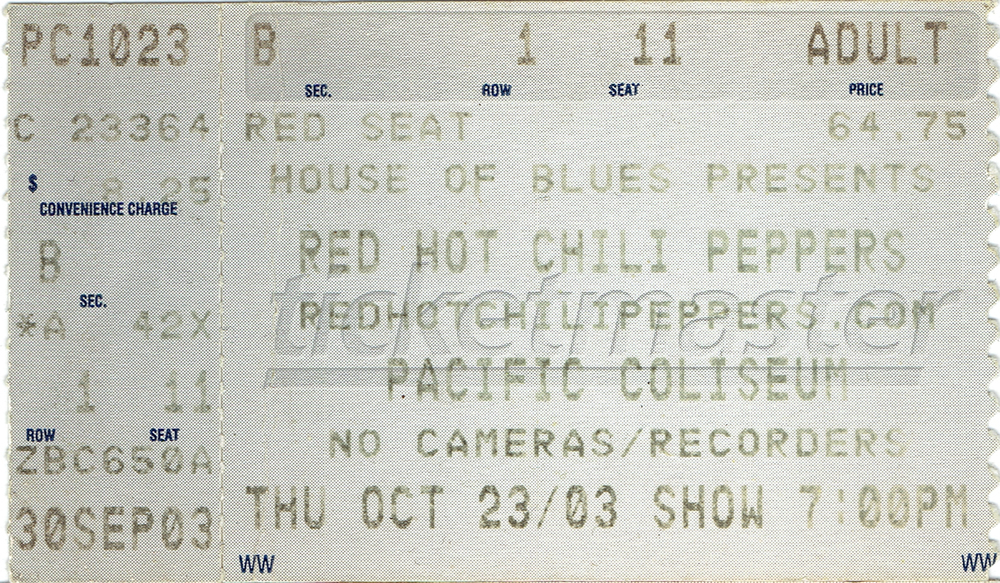 PC1023
C 23364
$ 8.25
CONVENIENCE CHARGE
B
SEC.
*A 42X
1 11
ROW SEAT
ZBC650A
30SEP03
B 1 11 ADULT
SEC. ROW SEAT PRICE
RED SEAT 64.75
HOUSE OF BLUES PRESENTS
RED HOT CHILI PEPPERS
ticketmaster
REDHOTCHILIPEPPERS.COM
PACIFIC COLISEUM
NO CAMERAS/RECORDERS
THU OCT 23/03 SHOW 7:00PM
WW WW